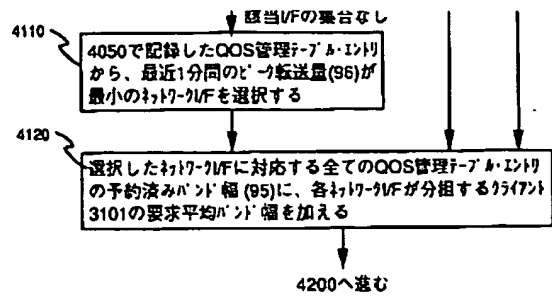 該当I/Fの集合なし
4110
4050で記録したQOS管理テーブル・エントリ
から、最近1分間のピーク転送量(96)が
最小のネットワークI/Fを選択する
4120
選択したネットワークI/Fに対応する全てのQOS管理テーブル・エントリ
の予約済みバンド幅(95)に、各ネットワークI/Fが分担するクライアント
3101の要求平均バンド幅を加える
4200へ進む